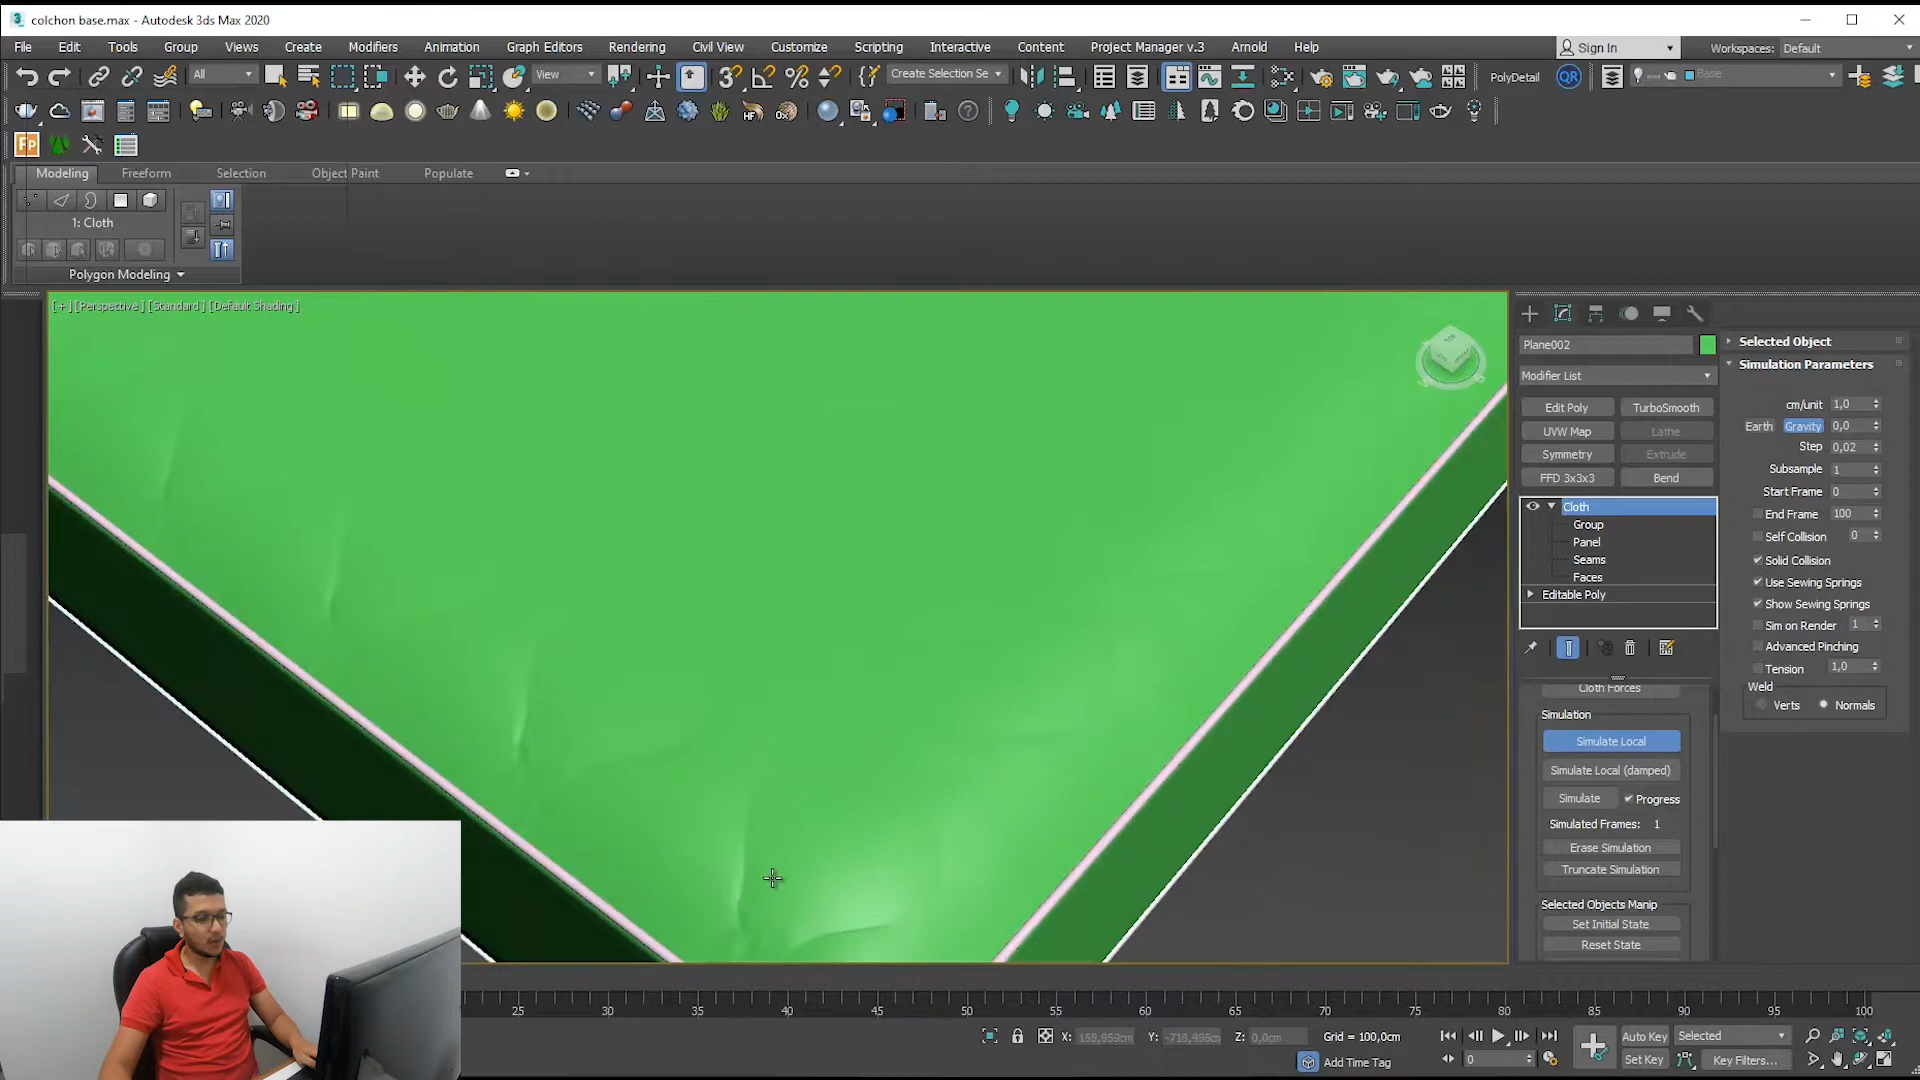 colchon base.max - Autodesk 3ds Max 2020
File Edit Tools Group Views Create Modifiers Animation Graph Editors Rendering Civil View Customize Scripting Interactive Content Project Manager v.3 Arnold Help
Sign In Workspaces: Default
All View Create Selection Se PolyDetail QR Base
Modeling Freeform Selection Object Paint Populate
1: Cloth
Polygon Modeling
[+] [Perspective] [Standard] [Default Shading]
Plane002
Modifier List
Edit Poly TurboSmooth
UVW Map Lathe
Symmetry Extrude
FFD 3x3x3 Bend
Cloth
Group
Panel
Seams
Faces
Editable Poly
Cloth Forces
Simulation
Simulate Local
Simulate Local (damped)
Simulate Progress
Simulated Frames: 1
Erase Simulation
Truncate Simulation
Selected Objects Manip
Set Initial State
Reset State
Selected Object
Simulation Parameters
cm/unit 1,0
Earth Gravity 0,0
Step 0,02
Subsample 1
Start Frame 0
End Frame 100
Self Collision 0
Solid Collision
Use Sewing Springs
Show Sewing Springs
Sim on Render 1
Advanced Pinching
Tension 1,0
Weld
Verts Normals
25 30 35 40 45 50 55 60 65 70 75 80 85 90 95 100
X: Y: Z: 0,0cm Grid = 100,0cm Auto Key Selected
Add Time Tag 0 Set Key Key Filters...